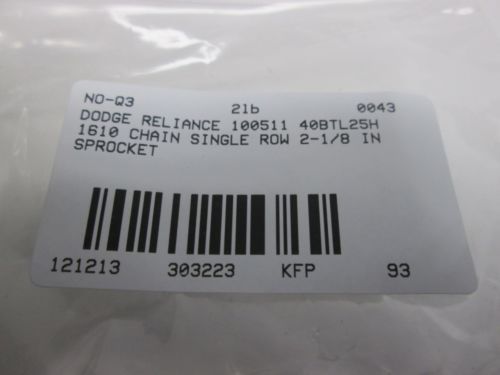 NO-Q3 2lb 0043
DODGE RELIANCE 100511 40BTL25H
1610 CHAIN SINGLE ROW 2-1/8 IN
SPROCKET
121213 303223 KFP 93